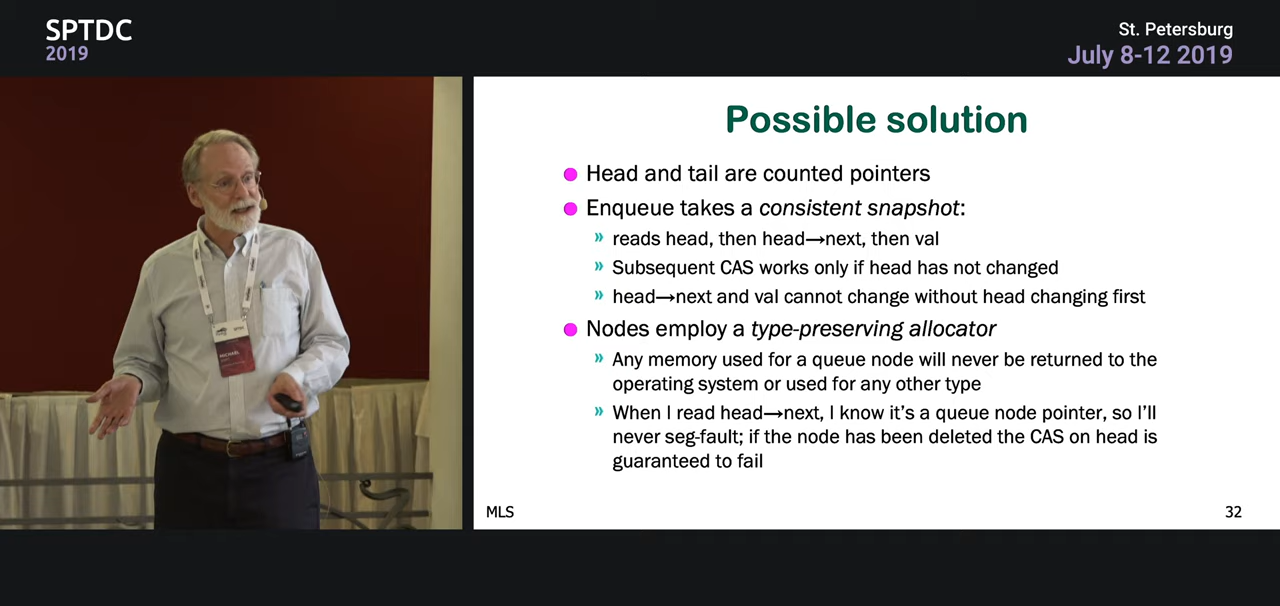 SPTDC
2019
St. Petersburg
July 8-12 2019
MICHAEL
Possible solution
Head and tail are counted pointers
Enqueue takes a consistent snapshot:
» reads head, then head→next, then val
» Subsequent CAS works only if head has not changed
» head→next and val cannot change without head changing first
Nodes employ a type-preserving allocator
» Any memory used for a queue node will never be returned to the
operating system or used for any other type
» When I read head→next, I know it's a queue node pointer, so I'll
never seg-fault; if the node has been deleted the CAS on head is
guaranteed to fail
MLS
32